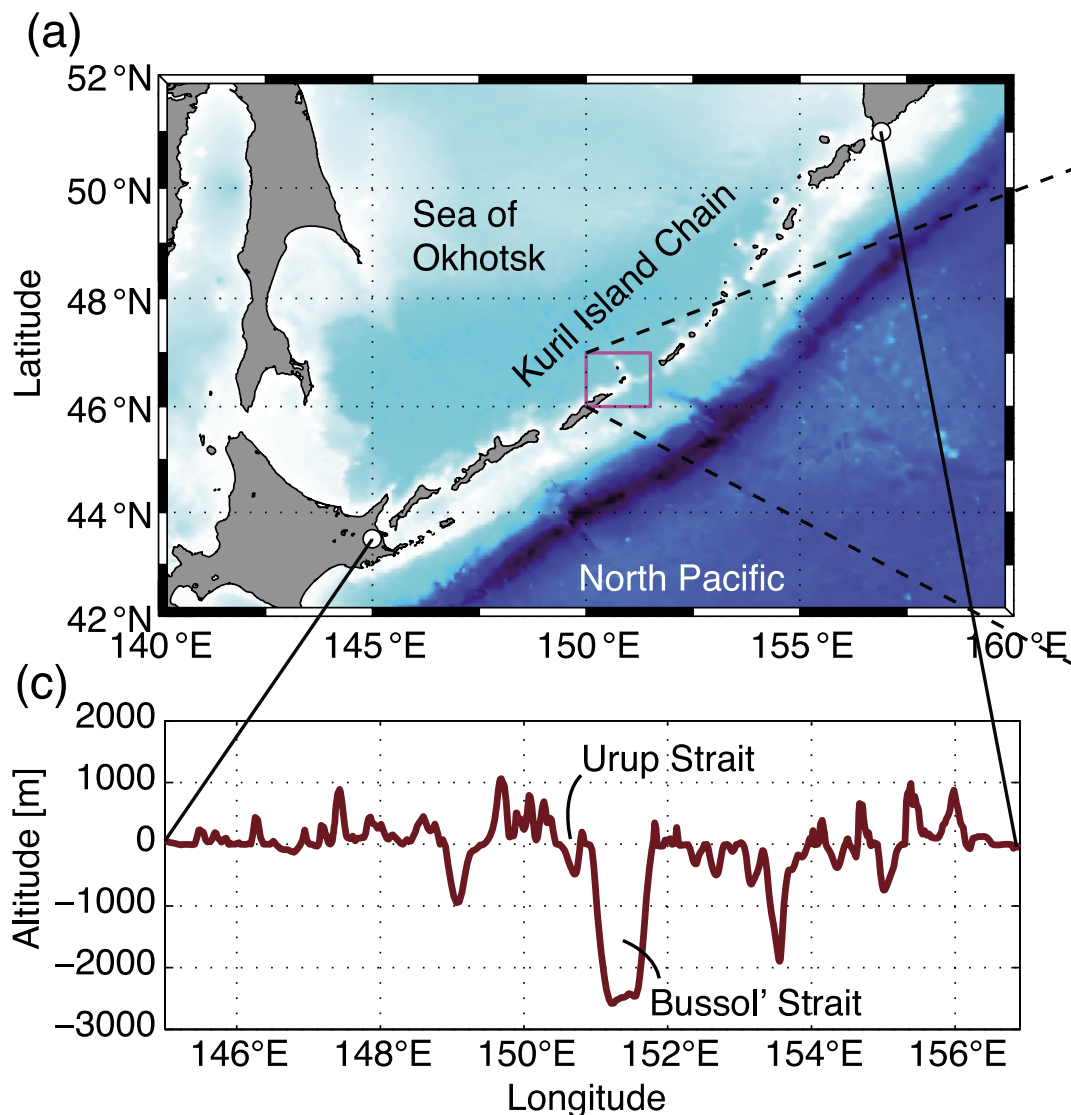 (a)
52°N
50°N
48°N
46°N
44°N
42°N
Latitude
Sea of
Okhotsk
Kuril Island Chain
North Pacific
140°E
145°E
150°E
155°E
160°E
(c)
2000
1000
0
−1000
−2000
−3000
Altitude [m]
Urup Strait
Bussol' Strait
146°E
148°E
150°E
152°E
154°E
156°E
Longitude